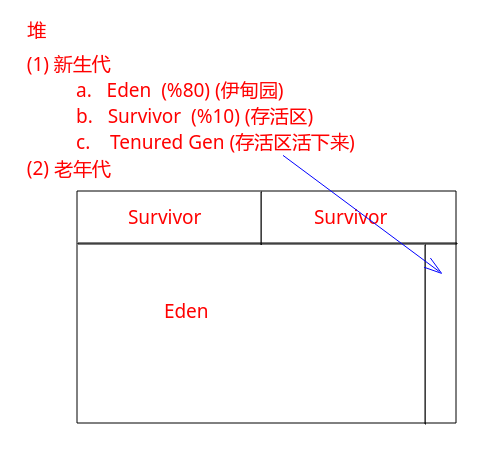 堆
(1) 新生代
a. Eden (%80) (伊甸园)
b. Survivor (%10) (存活区)
c. Tenured Gen (存活区活下来)
(2) 老年代
Survivor Survivor
Eden